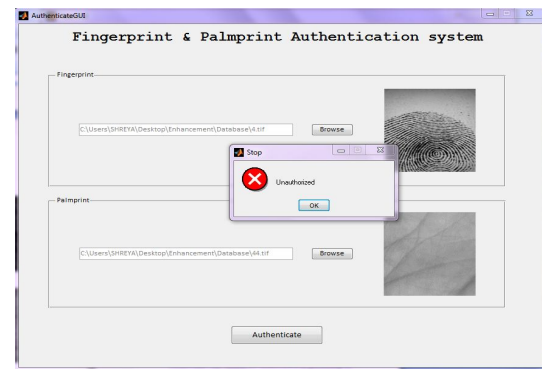 AuthenticateGUI
Fingerprint & Palmprint Authentication system
Fingerprint
C:\Users\SHREYA\Desktop\Enhancement\Database\4.tif
Browse
Stop
Unauthorized
OK
Palmprint
C:\Users\SHREYA\Desktop\Enhancement\Database\44.tif
Browse
Authenticate